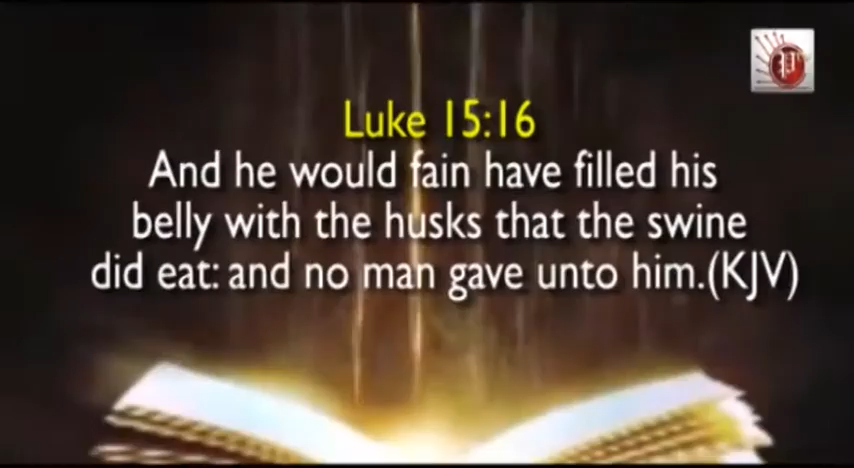 Luke 15:16
And he would fain have filled his
belly with the husks that the swine
did eat: and no man gave unto him.(KJV)
P